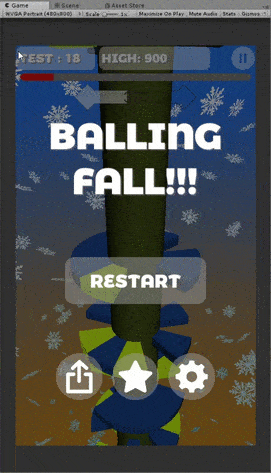 Game
Scene
Asset Store
WVGA Portrait (480x800)
Scale
1x
Maximize On Play
Mute Audio
Stats
Gizmos
TEST : 18
HIGH: 900
BALLING
FALL!!!
RESTART